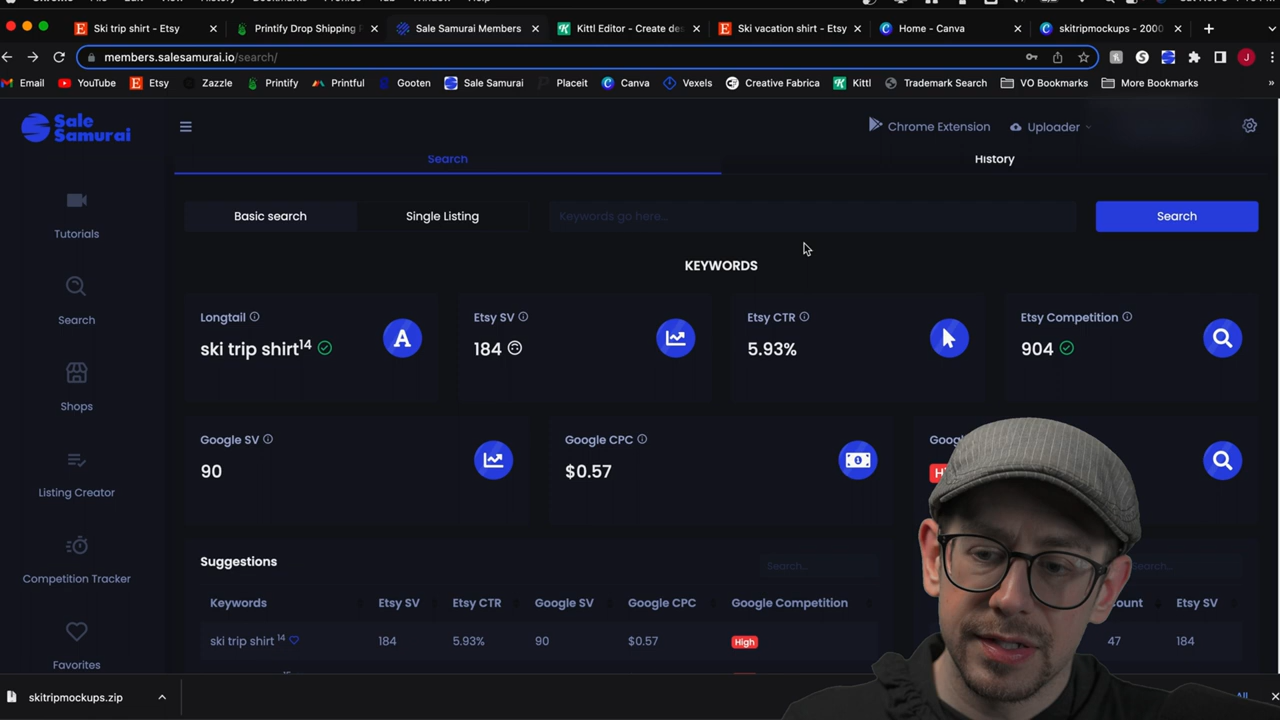 Ski trip shirt - Etsy
Printify Drop Shipping
Sale Samurai Members
Kittl Editor - Create des
Ski vacation shirt - Etsy
Home - Canva
skitripmockups - 2000
members.salesamurai.io/search/
J
Email
YouTube
Etsy
Zazzle
Printify
Printful
Gooten
Sale Samurai
Placeit
Canva
Vexels
Creative Fabrica
Kittl
Trademark Search
VO Bookmarks
More Bookmarks
Sale Samurai
Chrome Extension
Uploader
Search
History
Tutorials
Search
Shops
Listing Creator
Competition Tracker
Favorites
Basic search
Single Listing
Keywords go here...
Search
KEYWORDS
Longtail
ski trip shirt14
A
Etsy SV
184
Etsy CTR
5.93%
Etsy Competition
904
Google SV
90
Google CPC
$0.57
Suggestions
Search...
Keywords Etsy SV Etsy CTR Google SV Google CPC Google Competition
ski trip shirt 14 184 5.93% 90 $0.57 High
Etsy SV
47 184
skitripmockups.zip